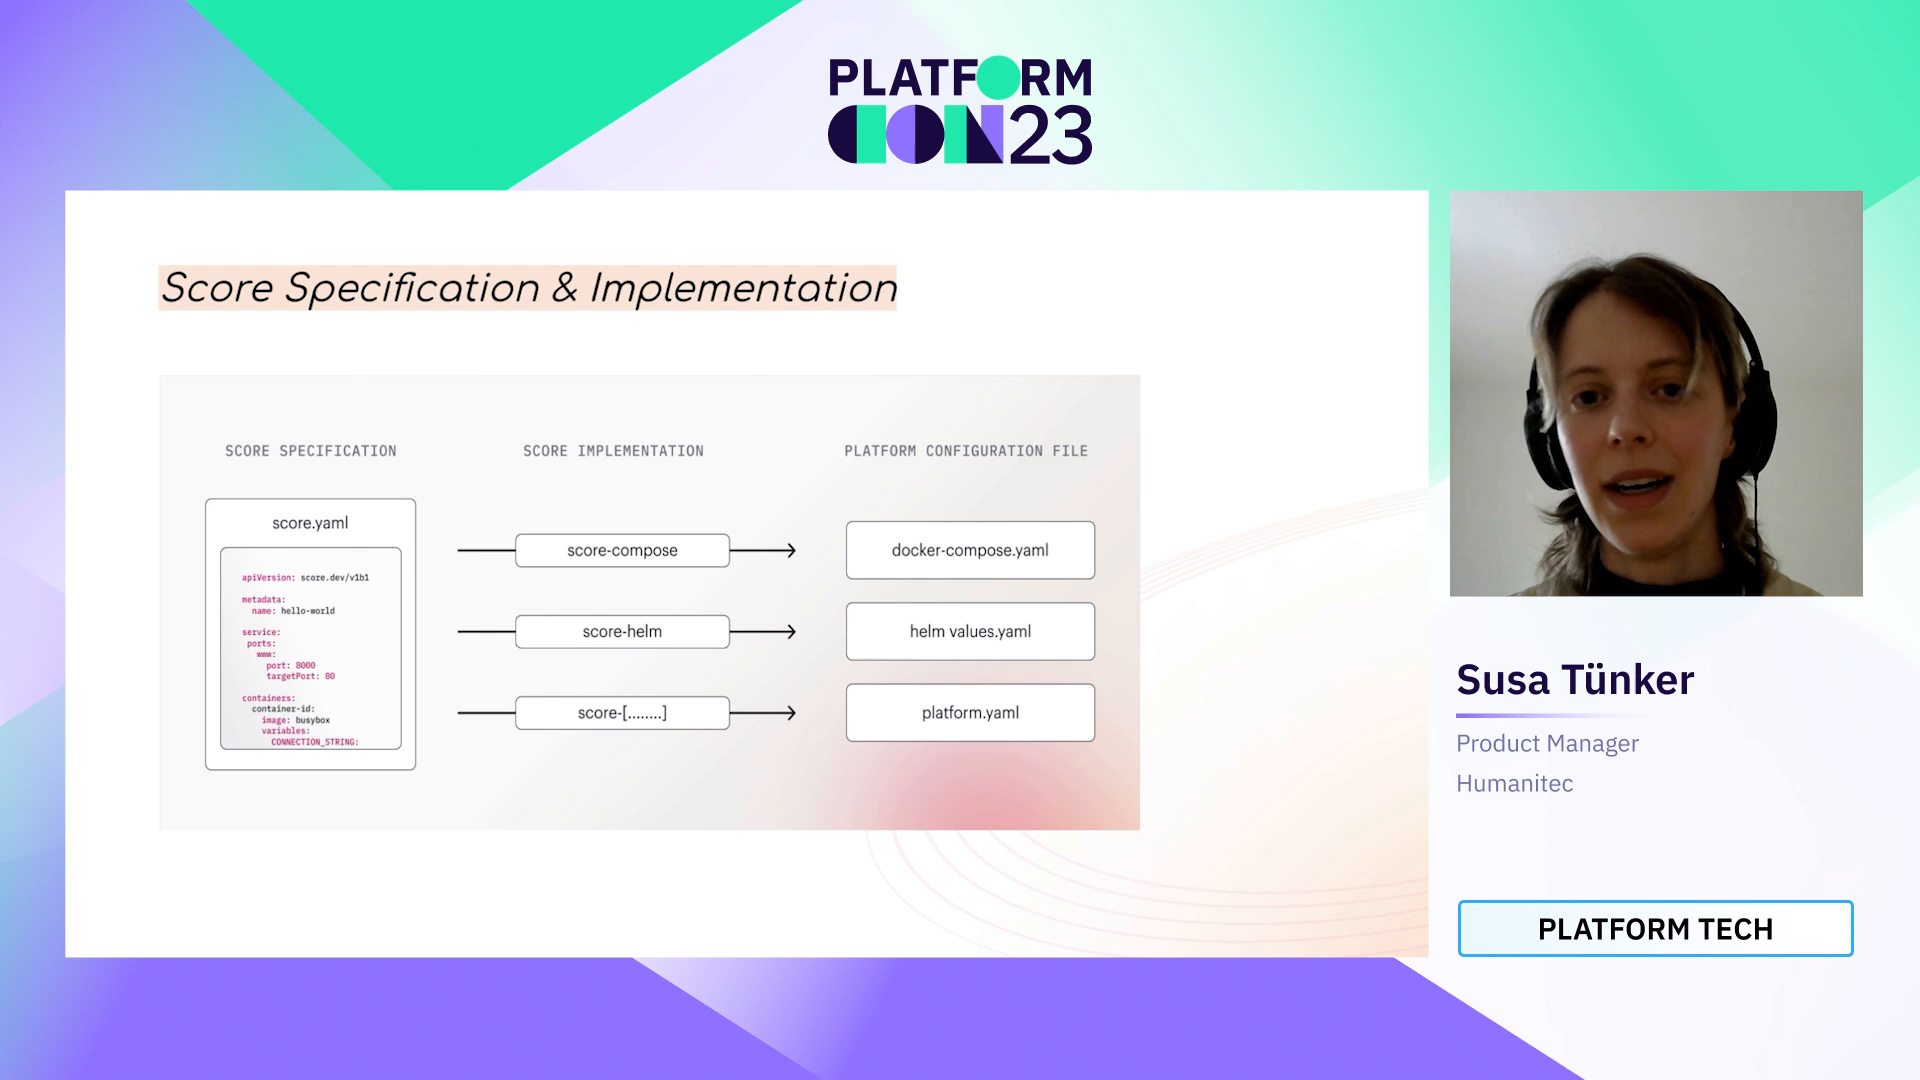 PLATFORM
CON23
Score Specification & Implementation
SCORE SPECIFICATION
SCORE IMPLEMENTATION
PLATFORM CONFIGURATION FILE
score.yaml
apiVersion: score.dev/v1b1
metadata:
name: hello-world
service:
ports:
www:
port: 8000
targetPort: 80
containers:
container-id:
image: busybox
variables:
CONNECTION_STRING:
score-compose
docker-compose.yaml
score-helm
helm values.yaml
score-[........]
platform.yaml
Susa Tünker
Product Manager
Humanitec
PLATFORM TECH